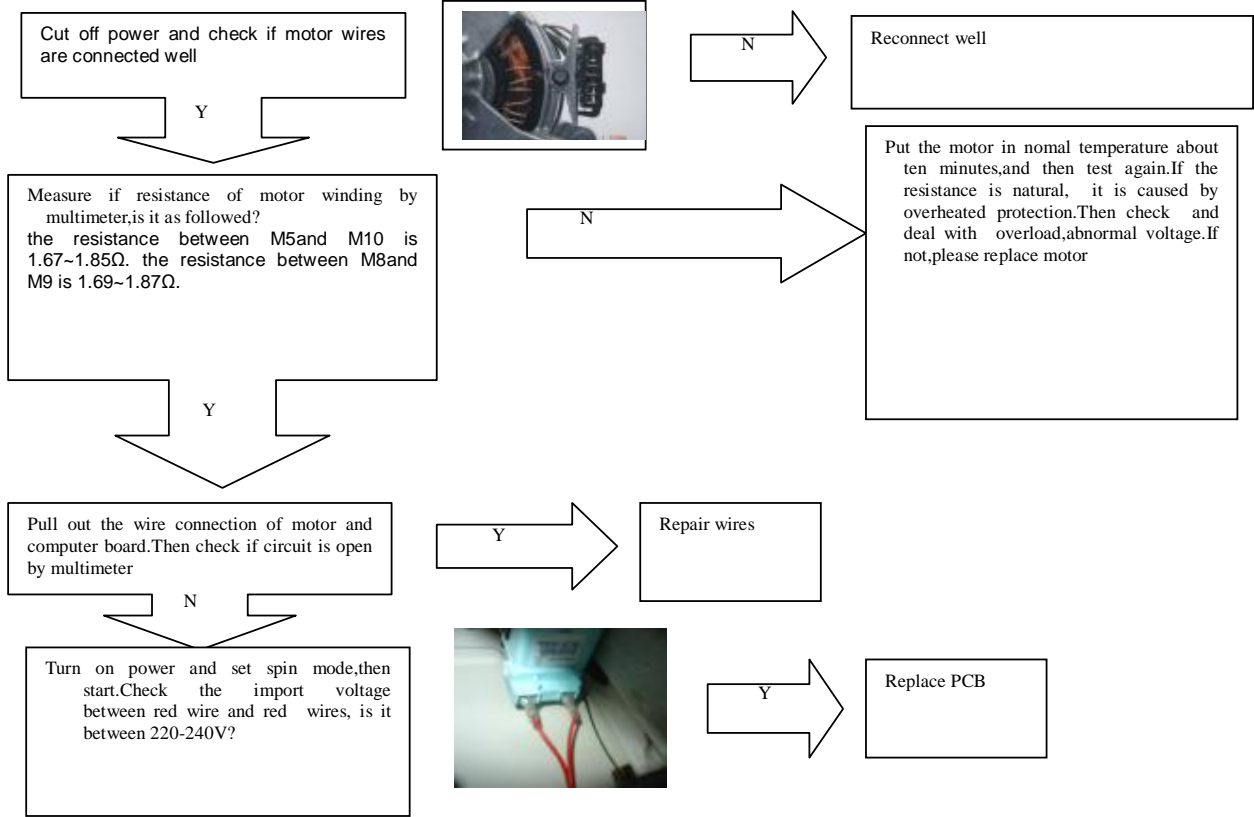 Cut off power and check if motor wires
are connected well
N
Reconnect well
Y
Measure if resistance of motor winding by
multimeter,is it as followed?
the resistance between M5and M10 is
1.67~1.85Ω. the resistance between M8and
M9 is 1.69~1.87Ω.
N
Put the motor in nomal temperature about
ten minutes,and then test again.If the
resistance is natural, it is caused by
overheated protection.Then check and
deal with overload,abnormal voltage.If
not,please replace motor
Y
Pull out the wire connection of motor and
computer board.Then check if circuit is open
by multimeter
Y
Repair wires
N
Turn on power and set spin mode,then
start.Check the import voltage
between red wire and red wires, is it
between 220-240V?
Y
Replace PCB